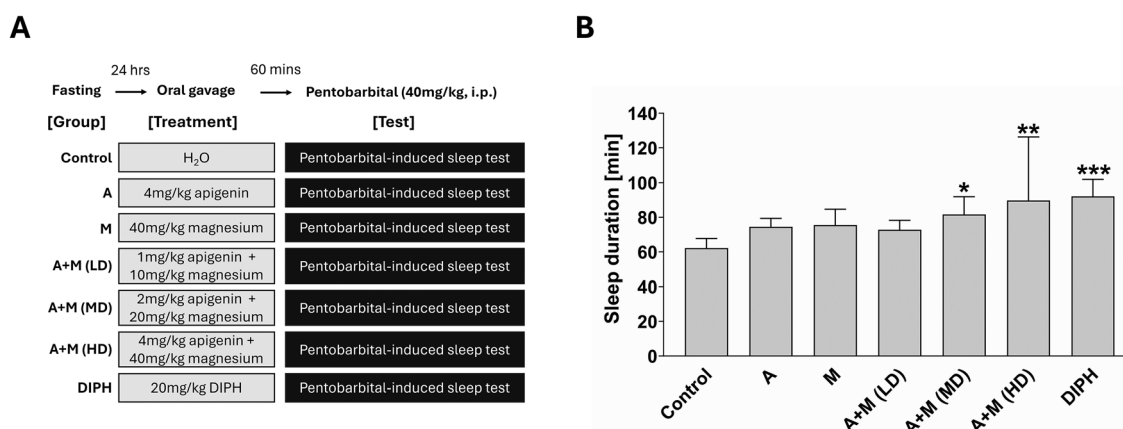 A
24 hrs 60 mins
Fasting Oral gavage Pentobarbital (40mg/kg, i.p.)
[Group] [Treatment] [Test]
Control H₂O Pentobarbital-induced sleep test
A 4mg/kg apigenin Pentobarbital-induced sleep test
M 40mg/kg magnesium Pentobarbital-induced sleep test
A+M (LD) 1mg/kg apigenin +
10mg/kg magnesium Pentobarbital-induced sleep test
A+M (MD) 2mg/kg apigenin +
20mg/kg magnesium Pentobarbital-induced sleep test
A+M (HD) 4mg/kg apigenin +
40mg/kg magnesium Pentobarbital-induced sleep test
DIPH 20mg/kg DIPH Pentobarbital-induced sleep test
B
Sleep duration [min]
140
120
100
80
60
40
20
0
*
**
***
Control
A
M
A+M (LD)
A+M (MD)
A+M (HD)
DIPH